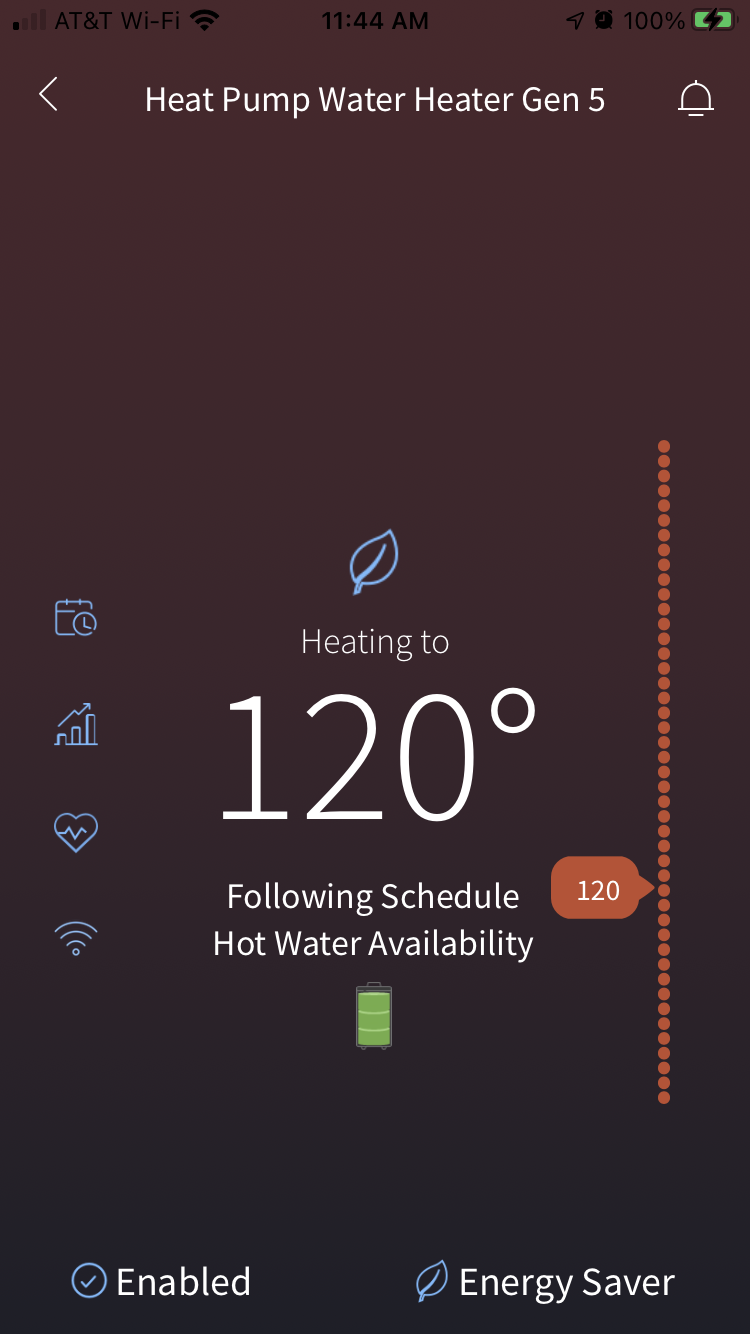 AT&T Wi-Fi 11:44 AM 100%
Heat Pump Water Heater Gen 5
Heating to
120°
120
Following Schedule
Hot Water Availability
Enabled Energy Saver